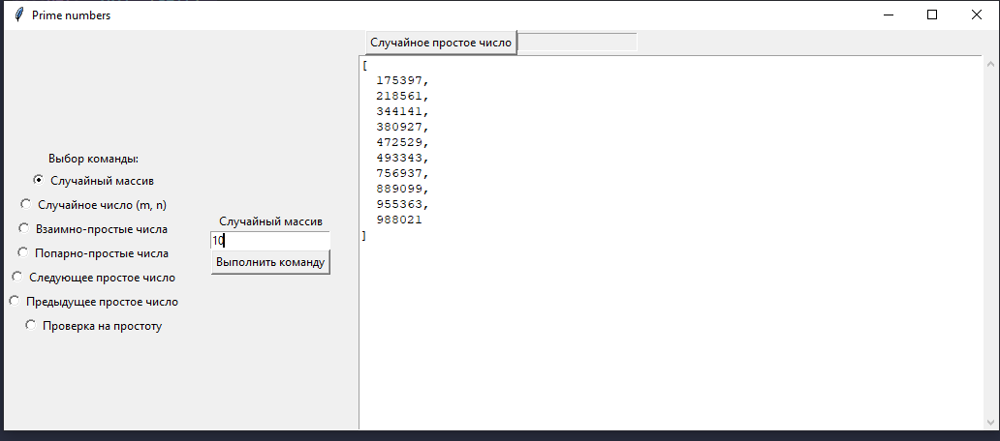 Prime numbers
Случайное простое число
Выбор команды:
Случайный массив
Случайное число (m, n)
Взаимно-простые числа
Попарно-простые числа
Следующее простое число
Предыдущее простое число
Проверка на простоту
Случайный массив
10
Выполнить команду
[
175397,
218561,
344141,
380927,
472529,
493343,
756937,
889099,
955363,
988021
]